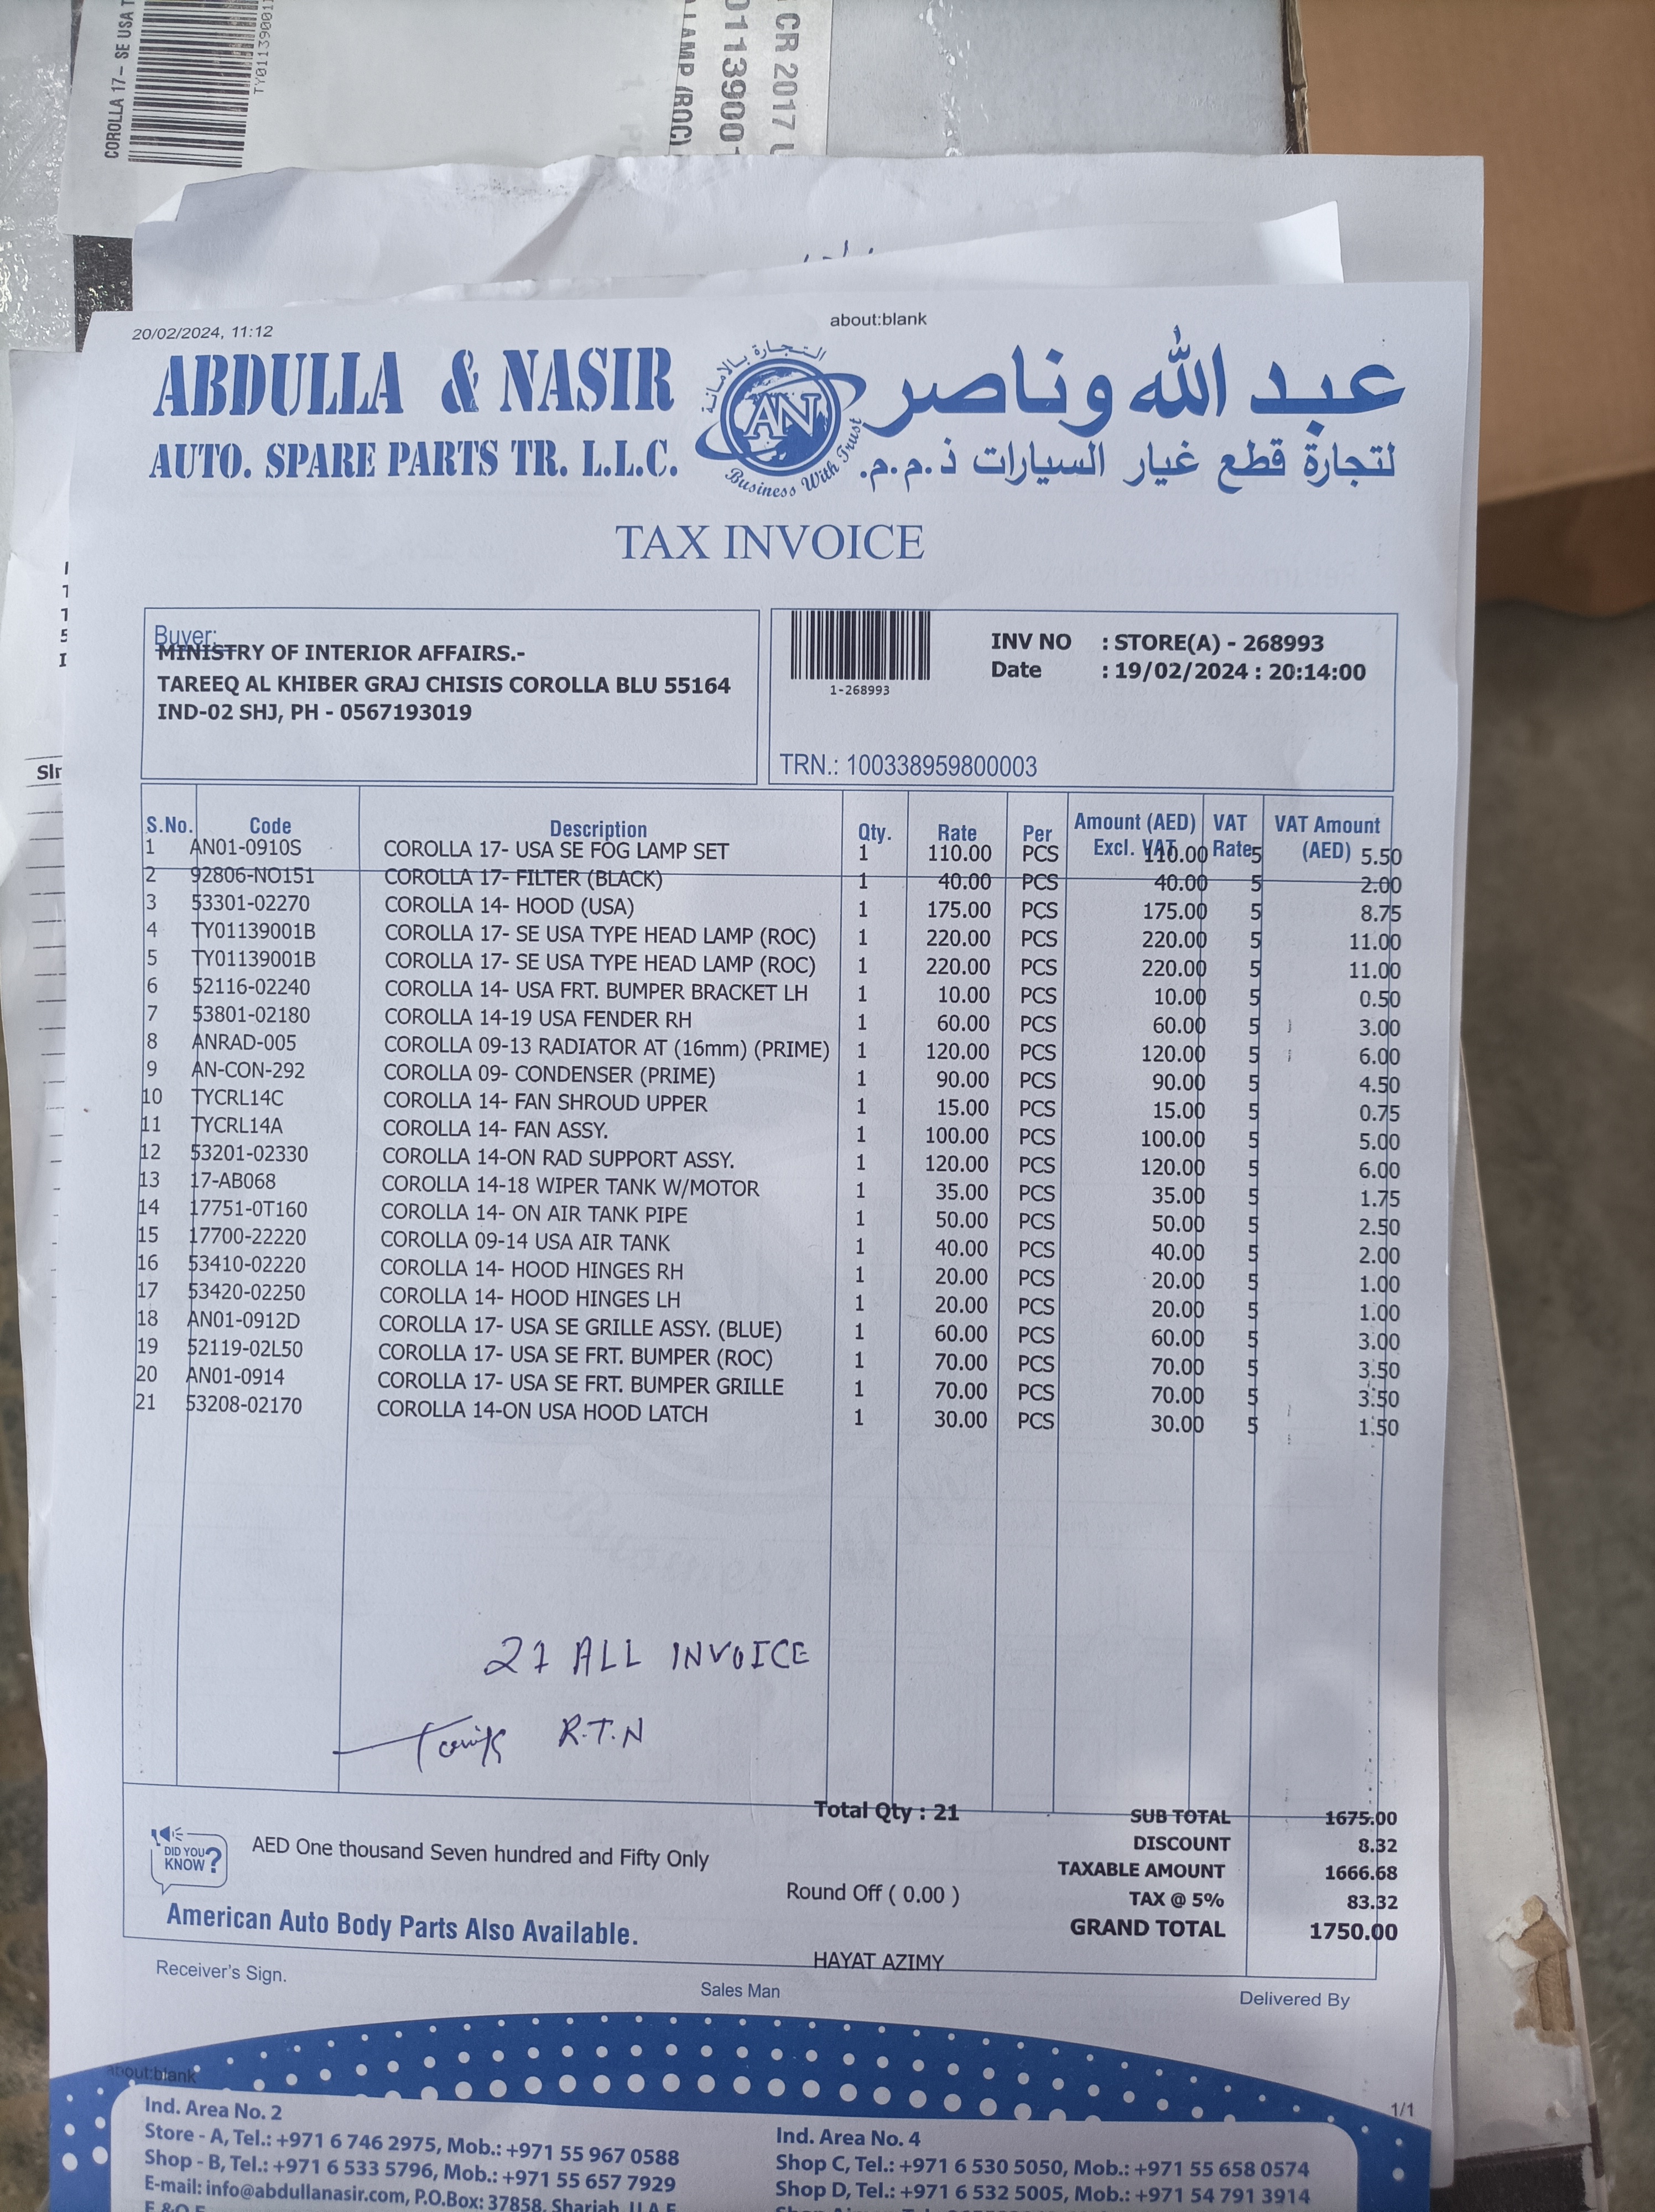 COROLLA 17- SE USA T
TY01139001
LAMP (ROC)
01139001
CR 2017 U
20/02/2024, 11:12
about:blank
ABDULLA & NASIR
AUTO. SPARE PARTS TR. L.L.C.
التجارة بالامانة
AN
Business With Trust
عبد الله وناصر
لتجارة قطع غيار السيارات ذ.م.م.
TAX INVOICE
Buyer:
MINISTRY OF INTERIOR AFFAIRS.-
TAREEQ AL KHIBER GRAJ CHISIS COROLLA BLU 55164
IND-02 SHJ, PH - 0567193019
1-268993
INV NO : STORE(A) - 268993
Date : 19/02/2024 : 20:14:00
TRN.: 100338959800003
Slr
S.No. Code Description Qty. Rate Per Amount (AED) Excl. VAT VAT Rate VAT Amount (AED)
1 AN01-0910S COROLLA 17- USA SE FOG LAMP SET 1 110.00 PCS 110.00 5 5.50
2 92806-NO151 COROLLA 17- FILTER (BLACK) 1 40.00 PCS 40.00 5 2.00
3 53301-02270 COROLLA 14- HOOD (USA) 1 175.00 PCS 175.00 5 8.75
4 TY01139001B COROLLA 17- SE USA TYPE HEAD LAMP (ROC) 1 220.00 PCS 220.00 5 11.00
5 TY01139001B COROLLA 17- SE USA TYPE HEAD LAMP (ROC) 1 220.00 PCS 220.00 5 11.00
6 52116-02240 COROLLA 14- USA FRT. BUMPER BRACKET LH 1 10.00 PCS 10.00 5 0.50
7 53801-02180 COROLLA 14-19 USA FENDER RH 1 60.00 PCS 60.00 5 3.00
8 ANRAD-005 COROLLA 09-13 RADIATOR AT (16mm) (PRIME) 1 120.00 PCS 120.00 5 6.00
9 AN-CON-292 COROLLA 09- CONDENSER (PRIME) 1 90.00 PCS 90.00 5 4.50
10 TYCRL14C COROLLA 14- FAN SHROUD UPPER 1 15.00 PCS 15.00 5 0.75
11 TYCRL14A COROLLA 14- FAN ASSY. 1 100.00 PCS 100.00 5 5.00
12 53201-02330 COROLLA 14-ON RAD SUPPORT ASSY. 1 120.00 PCS 120.00 5 6.00
13 17-AB068 COROLLA 14-18 WIPER TANK W/MOTOR 1 35.00 PCS 35.00 5 1.75
14 17751-0T160 COROLLA 14- ON AIR TANK PIPE 1 50.00 PCS 50.00 5 2.50
15 17700-22220 COROLLA 09-14 USA AIR TANK 1 40.00 PCS 40.00 5 2.00
16 53410-02220 COROLLA 14- HOOD HINGES RH 1 20.00 PCS 20.00 5 1.00
17 53420-02250 COROLLA 14- HOOD HINGES LH 1 20.00 PCS 20.00 5 1.00
18 AN01-0912D COROLLA 17- USA SE GRILLE ASSY. (BLUE) 1 60.00 PCS 60.00 5 3.00
19 52119-02L50 COROLLA 17- USA SE FRT. BUMPER (ROC) 1 70.00 PCS 70.00 5 3.50
20 AN01-0914 COROLLA 17- USA SE FRT. BUMPER GRILLE 1 70.00 PCS 70.00 5 3.50
21 53208-02170 COROLLA 14-ON USA HOOD LATCH 1 30.00 PCS 30.00 5 1.50
21 ALL INVOICE
R.T.N
Total Qty : 21
SUB TOTAL 1675.00
DISCOUNT 8.32
TAXABLE AMOUNT 1666.68
TAX @ 5% 83.32
GRAND TOTAL 1750.00
DID YOU KNOW?
AED One thousand Seven hundred and Fifty Only
Round Off ( 0.00 )
American Auto Body Parts Also Available.
HAYAT AZIMY
Receiver's Sign.
Sales Man
Delivered By
about:blank
1/1
Ind. Area No. 2
Store - A, Tel.: +971 6 746 2975, Mob.: +971 55 967 0588
Shop - B, Tel.: +971 6 533 5796, Mob.: +971 55 657 7929
E-mail: info@abdullanasir.com, P.O.Box: 37858, Sharjah, U.A.E.
Ind. Area No. 4
Shop C, Tel.: +971 6 530 5050, Mob.: +971 55 658 0574
Shop D, Tel.: +971 6 532 5005, Mob.: +971 54 791 3914